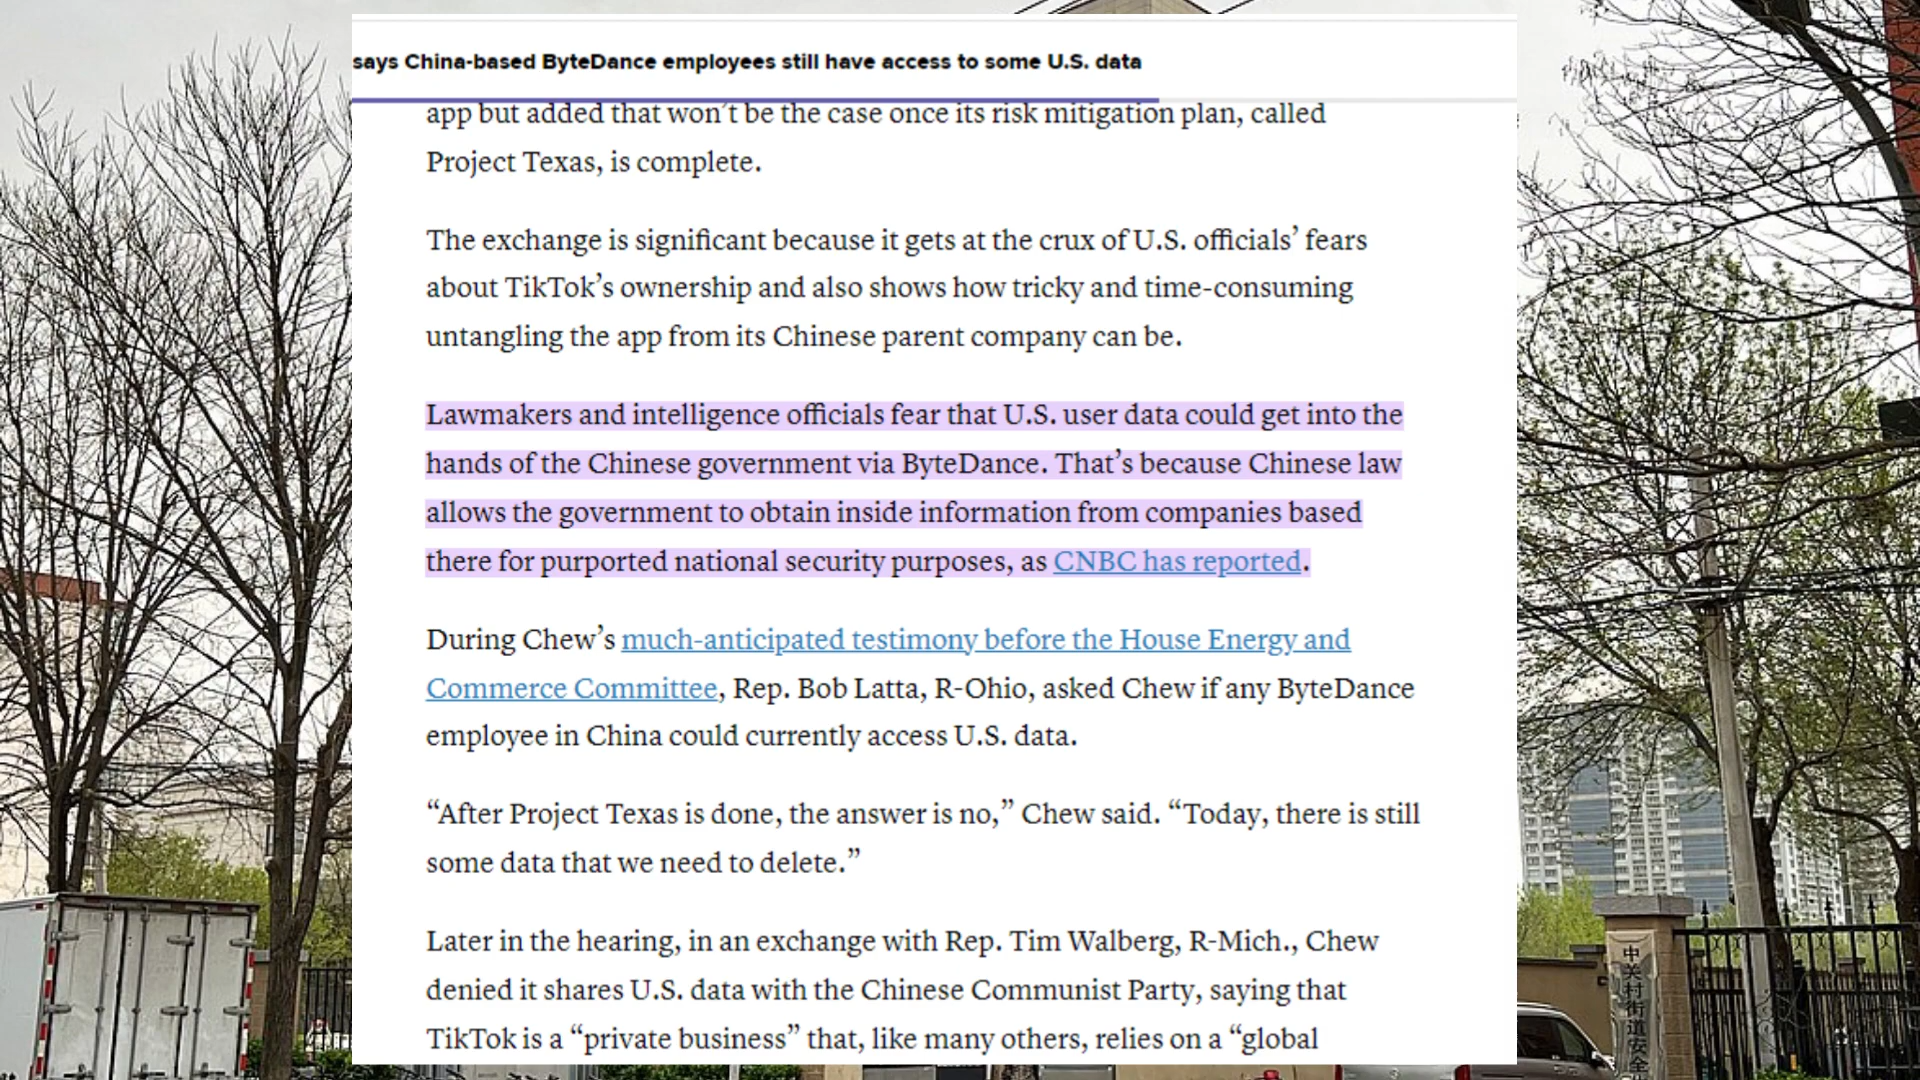 says China-based ByteDance employees still have access to some U.S. data
app but added that won’t be the case once its risk mitigation plan, called
Project Texas, is complete.
The exchange is significant because it gets at the crux of U.S. officials’ fears
about TikTok’s ownership and also shows how tricky and time-consuming
untangling the app from its Chinese parent company can be.
Lawmakers and intelligence officials fear that U.S. user data could get into the
hands of the Chinese government via ByteDance. That’s because Chinese law
allows the government to obtain inside information from companies based
there for purported national security purposes, as CNBC has reported.
During Chew’s much-anticipated testimony before the House Energy and
Commerce Committee, Rep. Bob Latta, R-Ohio, asked Chew if any ByteDance
employee in China could currently access U.S. data.
“After Project Texas is done, the answer is no,” Chew said. “Today, there is still
some data that we need to delete.”
Later in the hearing, in an exchange with Rep. Tim Walberg, R-Mich., Chew
denied it shares U.S. data with the Chinese Communist Party, saying that
TikTok is a “private business” that, like many others, relies on a “global
中关村街道安全